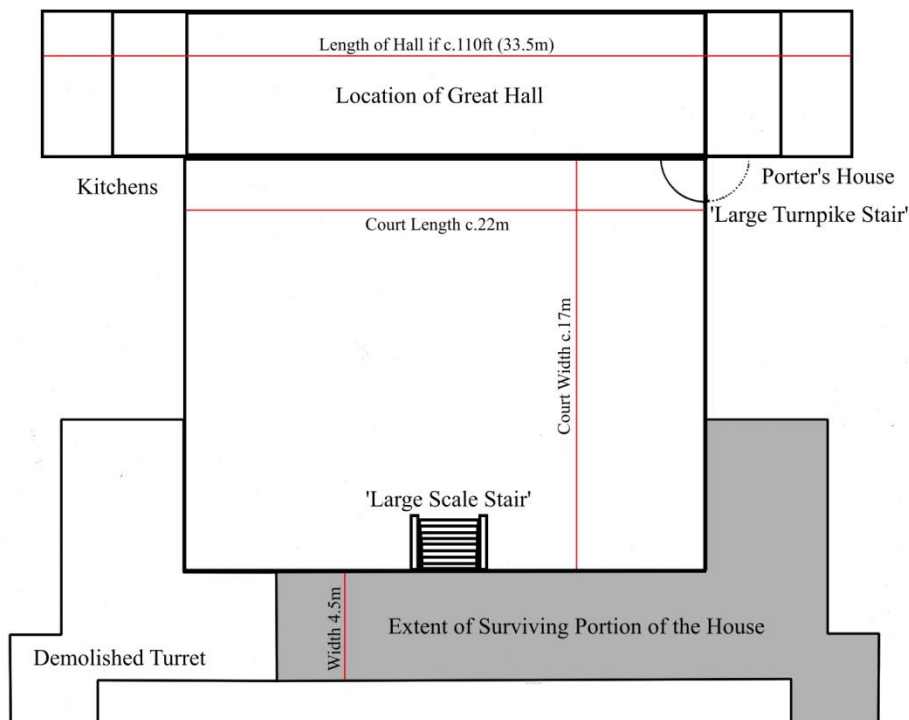 Length of Hall if c.110ft (33.5m)
Location of Great Hall
Kitchens
Porter's House
'Large Turnpike Stair'
Court Length c.22m
Court Width c.17m
'Large Scale Stair'
Width 4.5m
Extent of Surviving Portion of the House
Demolished Turret